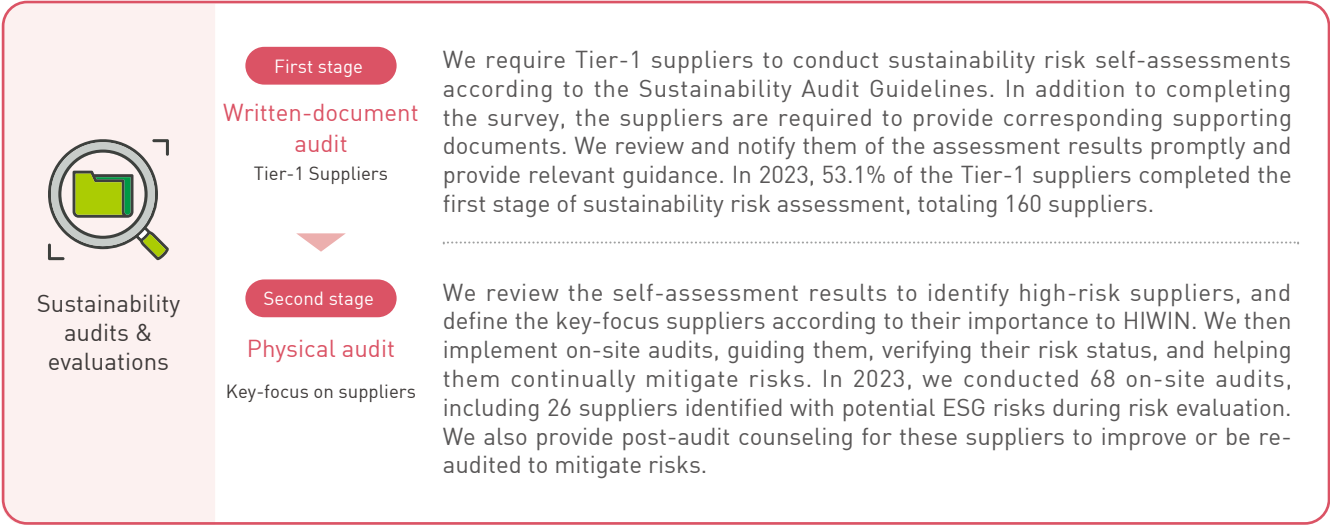 Sustainability
audits &
evaluations
First stage
Written-document
audit
Tier-1 Suppliers
We require Tier-1 suppliers to conduct sustainability risk self-assessments
according to the Sustainability Audit Guidelines. In addition to completing
the survey, the suppliers are required to provide corresponding supporting
documents. We review and notify them of the assessment results promptly and
provide relevant guidance. In 2023, 53.1% of the Tier-1 suppliers completed the
first stage of sustainability risk assessment, totaling 160 suppliers.
Second stage
Physical audit
Key-focus on suppliers
We review the self-assessment results to identify high-risk suppliers, and
define the key-focus suppliers according to their importance to HIWIN. We then
implement on-site audits, guiding them, verifying their risk status, and helping
them continually mitigate risks. In 2023, we conducted 68 on-site audits,
including 26 suppliers identified with potential ESG risks during risk evaluation.
We also provide post-audit counseling for these suppliers to improve or be re-
audited to mitigate risks.